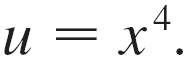 u = x⁴.